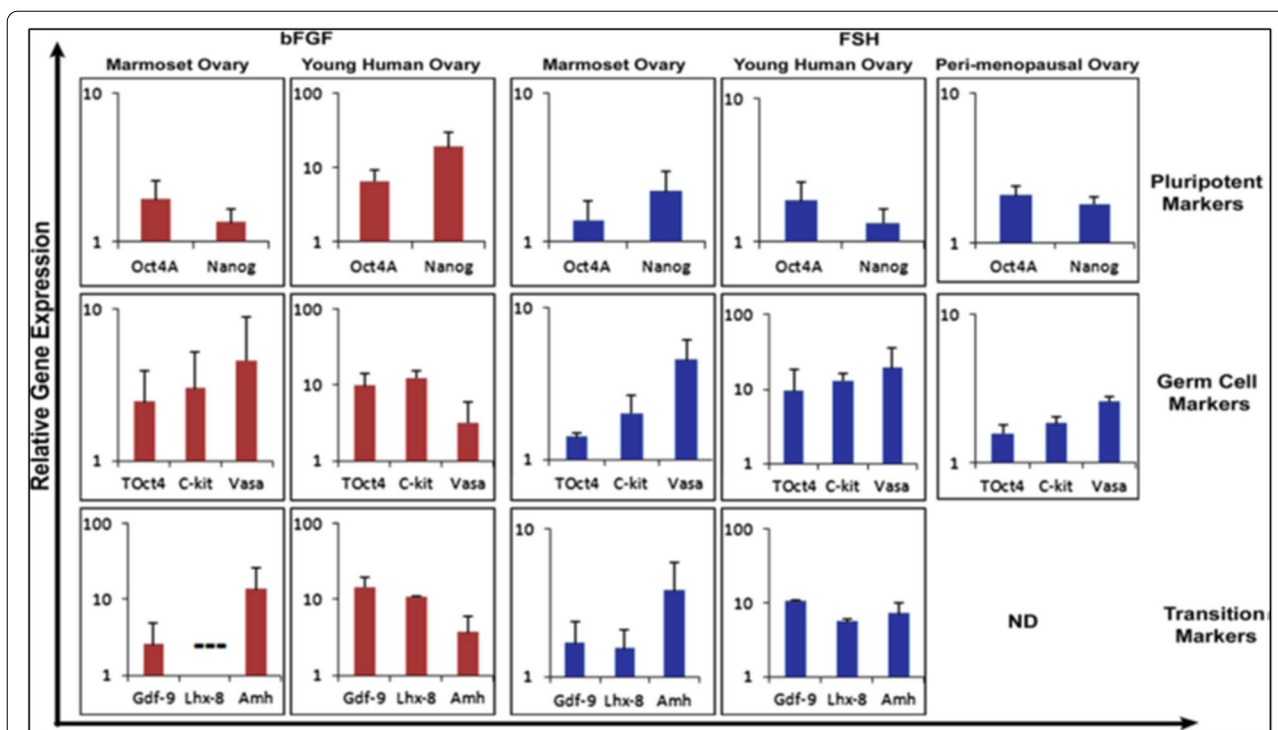 bFGF FSH
Marmoset Ovary Young Human Ovary Marmoset Ovary Young Human Ovary Peri-menopausal Ovary
Relative Gene Expression
10 100 10 10 10
10
1 1 1 1 1
Oct4A Nanog Oct4A Nanog Oct4A Nanog Oct4A Nanog Oct4A Nanog
Pluripotent
Markers
10 100 10 100 10
10 10
1 1 1 1 1
TOct4 C-kit Vasa TOct4 C-kit Vasa TOct4 C-kit Vasa TOct4 C-kit Vasa TOct4 C-kit Vasa
Germ Cell
Markers
100 100 10 100
10 10 10
1 1 1 1
---
Gdf-9 Lhx-8 Amh Gdf-9 Lhx-8 Amh Gdf-9 Lhx-8 Amh Gdf-9 Lhx-8 Amh
ND
Transition
Markers